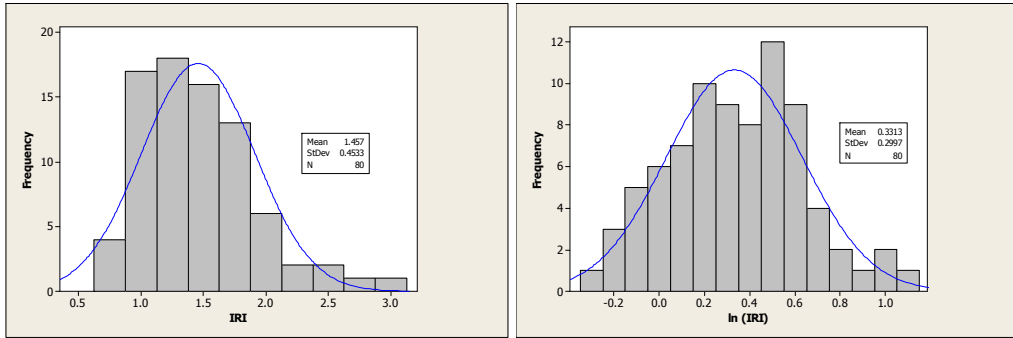 20
15
10
5
0
Frequency
0.5 1.0 1.5 2.0 2.5 3.0
IRI
Mean 1.457
StDev 0.4533
N 80
12
10
8
6
4
2
0
Frequency
-0.2 0.0 0.2 0.4 0.6 0.8 1.0
ln (IRI)
Mean 0.3313
StDev 0.2997
N 80